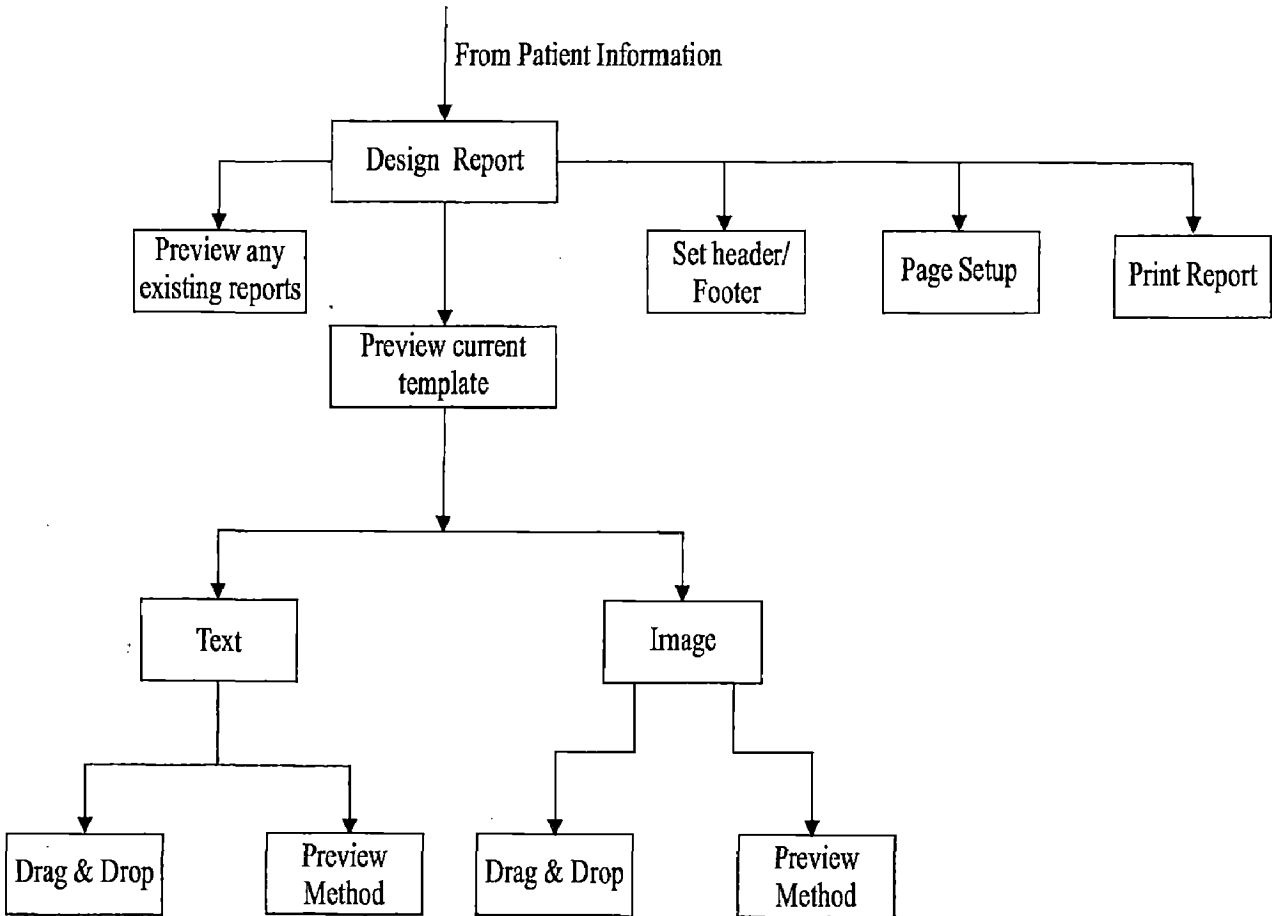 From Patient Information
Design Report
Preview any
existing reports
Set header/
Footer
Page Setup
Print Report
Preview current
template
Text
Image
Drag & Drop
Preview
Method
Drag & Drop
Preview
Method